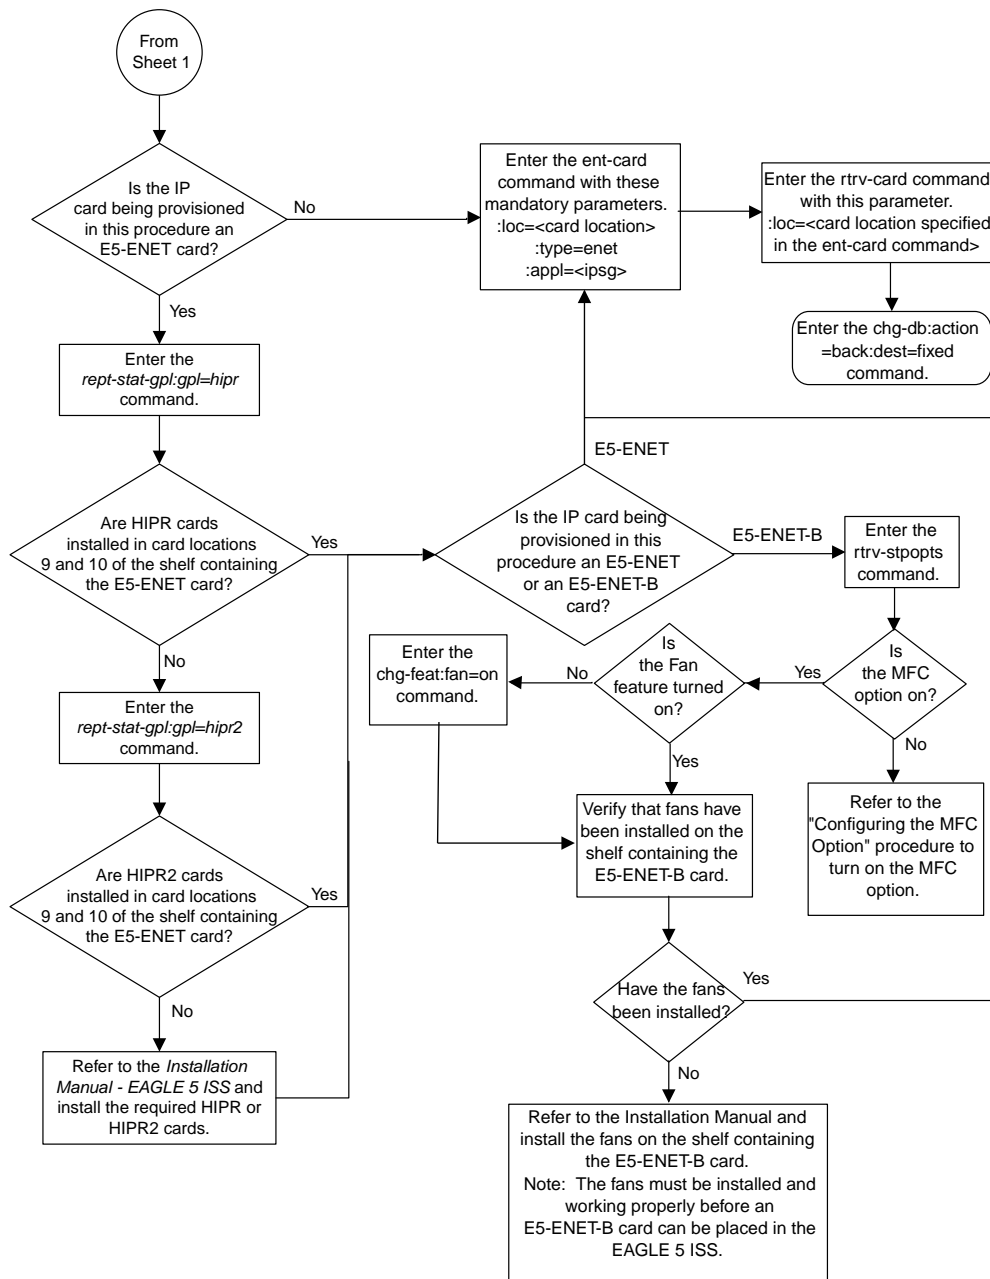 From
Sheet 1
Is the IP
card being provisioned
in this procedure an
E5-ENET card?
No
Yes
Enter the ent-card
command with these
mandatory parameters.
:loc=<card location>
:type=enet
:appl=<ipsg>
Enter the rtrv-card command
with this parameter.
:loc=<card location specified
in the ent-card command>
Enter the chg-db:action
=back:dest=fixed
command.
Enter the
rept-stat-gpl:gpl=hipr
command.
Are HIPR cards
installed in card locations
9 and 10 of the shelf containing
the E5-ENET card?
Yes
No
E5-ENET
Is the IP card being
provisioned in this
procedure an E5-ENET
or an E5-ENET-B
card?
E5-ENET-B
Enter the
rtrv-stpopts
command.
Is
the MFC
option on?
Yes
No
Is
the Fan
feature turned
on?
No
Yes
Enter the
chg-feat:fan=on
command.
Enter the
rept-stat-gpl:gpl=hipr2
command.
Are HIPR2 cards
installed in card locations
9 and 10 of the shelf containing
the E5-ENET card?
Yes
No
Verify that fans have
been installed on the
shelf containing the
E5-ENET-B card.
Refer to the
"Configuring the MFC
Option" procedure to
turn on the MFC
option.
Have the fans
been installed?
Yes
No
Refer to the Installation
Manual - EAGLE 5 ISS and
install the required HIPR or
HIPR2 cards.
Refer to the Installation Manual and
install the fans on the shelf containing
the E5-ENET-B card.
Note: The fans must be installed and
working properly before an
E5-ENET-B card can be placed in the
EAGLE 5 ISS.